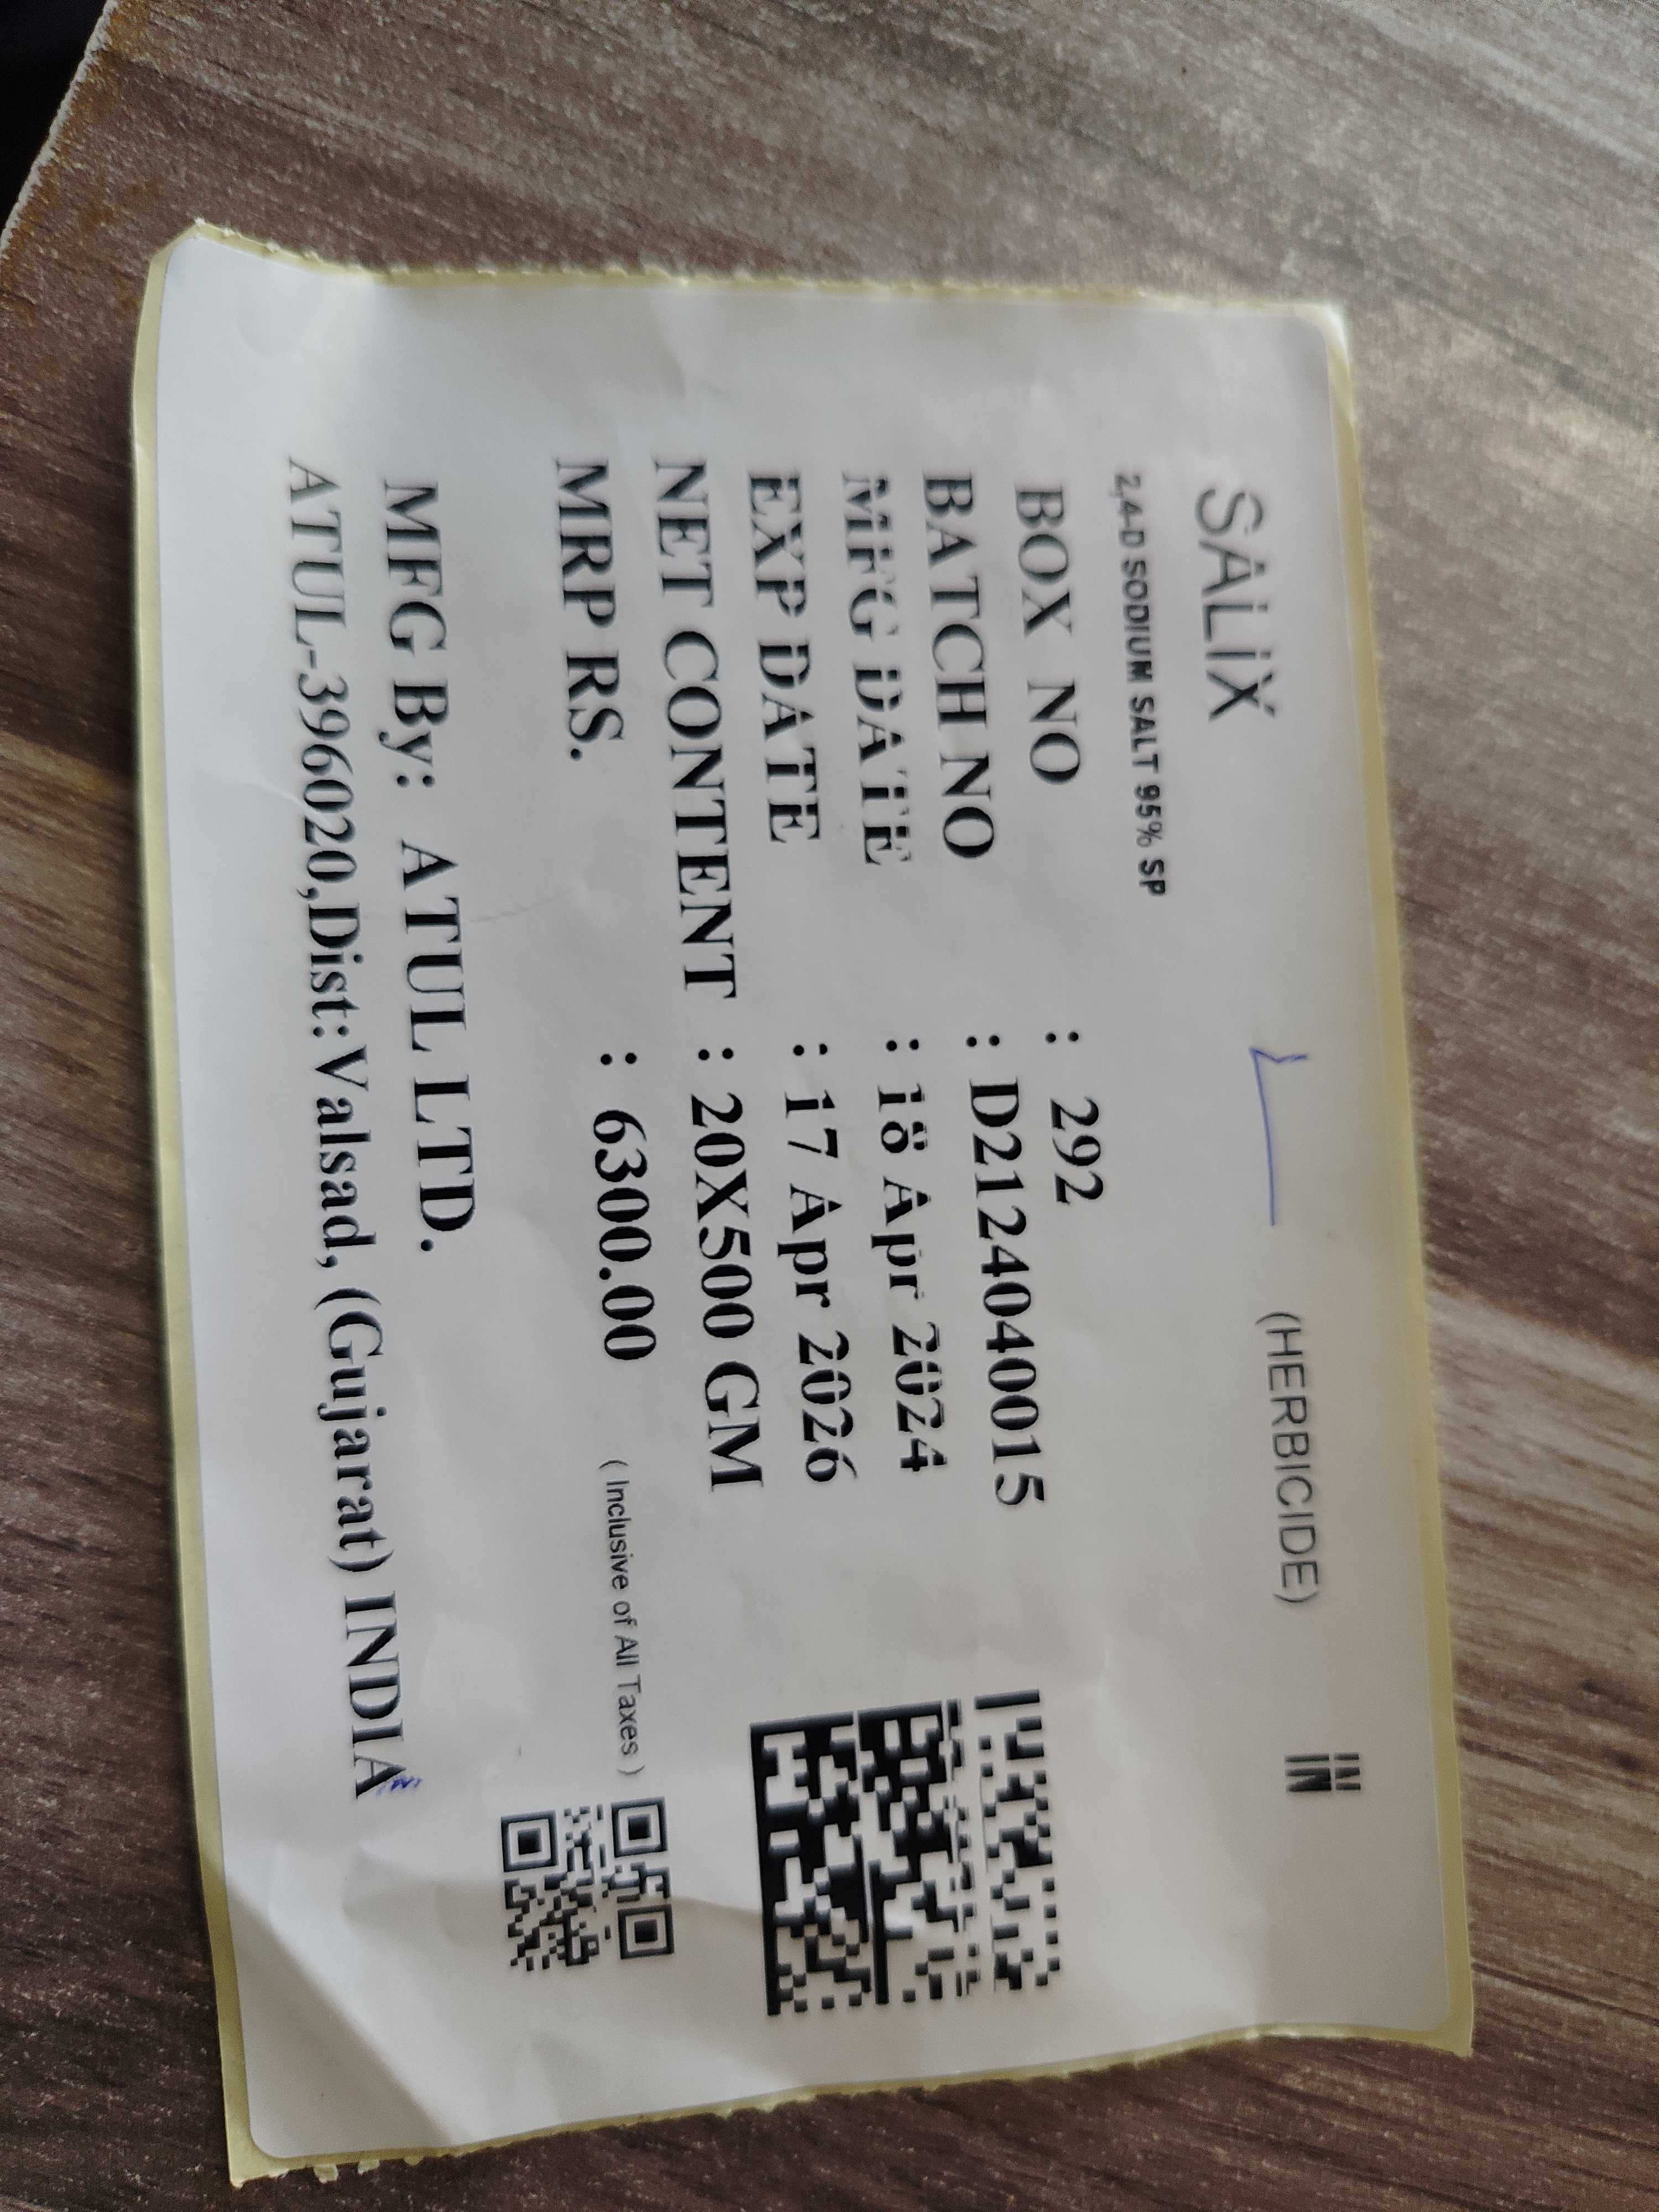 SALIX (HERBICIDE) IN
2,4-D SODIUM SALT 95% SP
BOX NO : 292
BATCH NO : D2124040015
MFG DATE : 18 Apr 2024
EXP DATE : 17 Apr 2026
NET CONTENT : 20X500 GM
MRP RS. : 6300.00 ( Inclusive of All Taxes )
MFG By: ATUL LTD.
ATUL-396020,Dist:Valsad, (Gujarat) INDIA